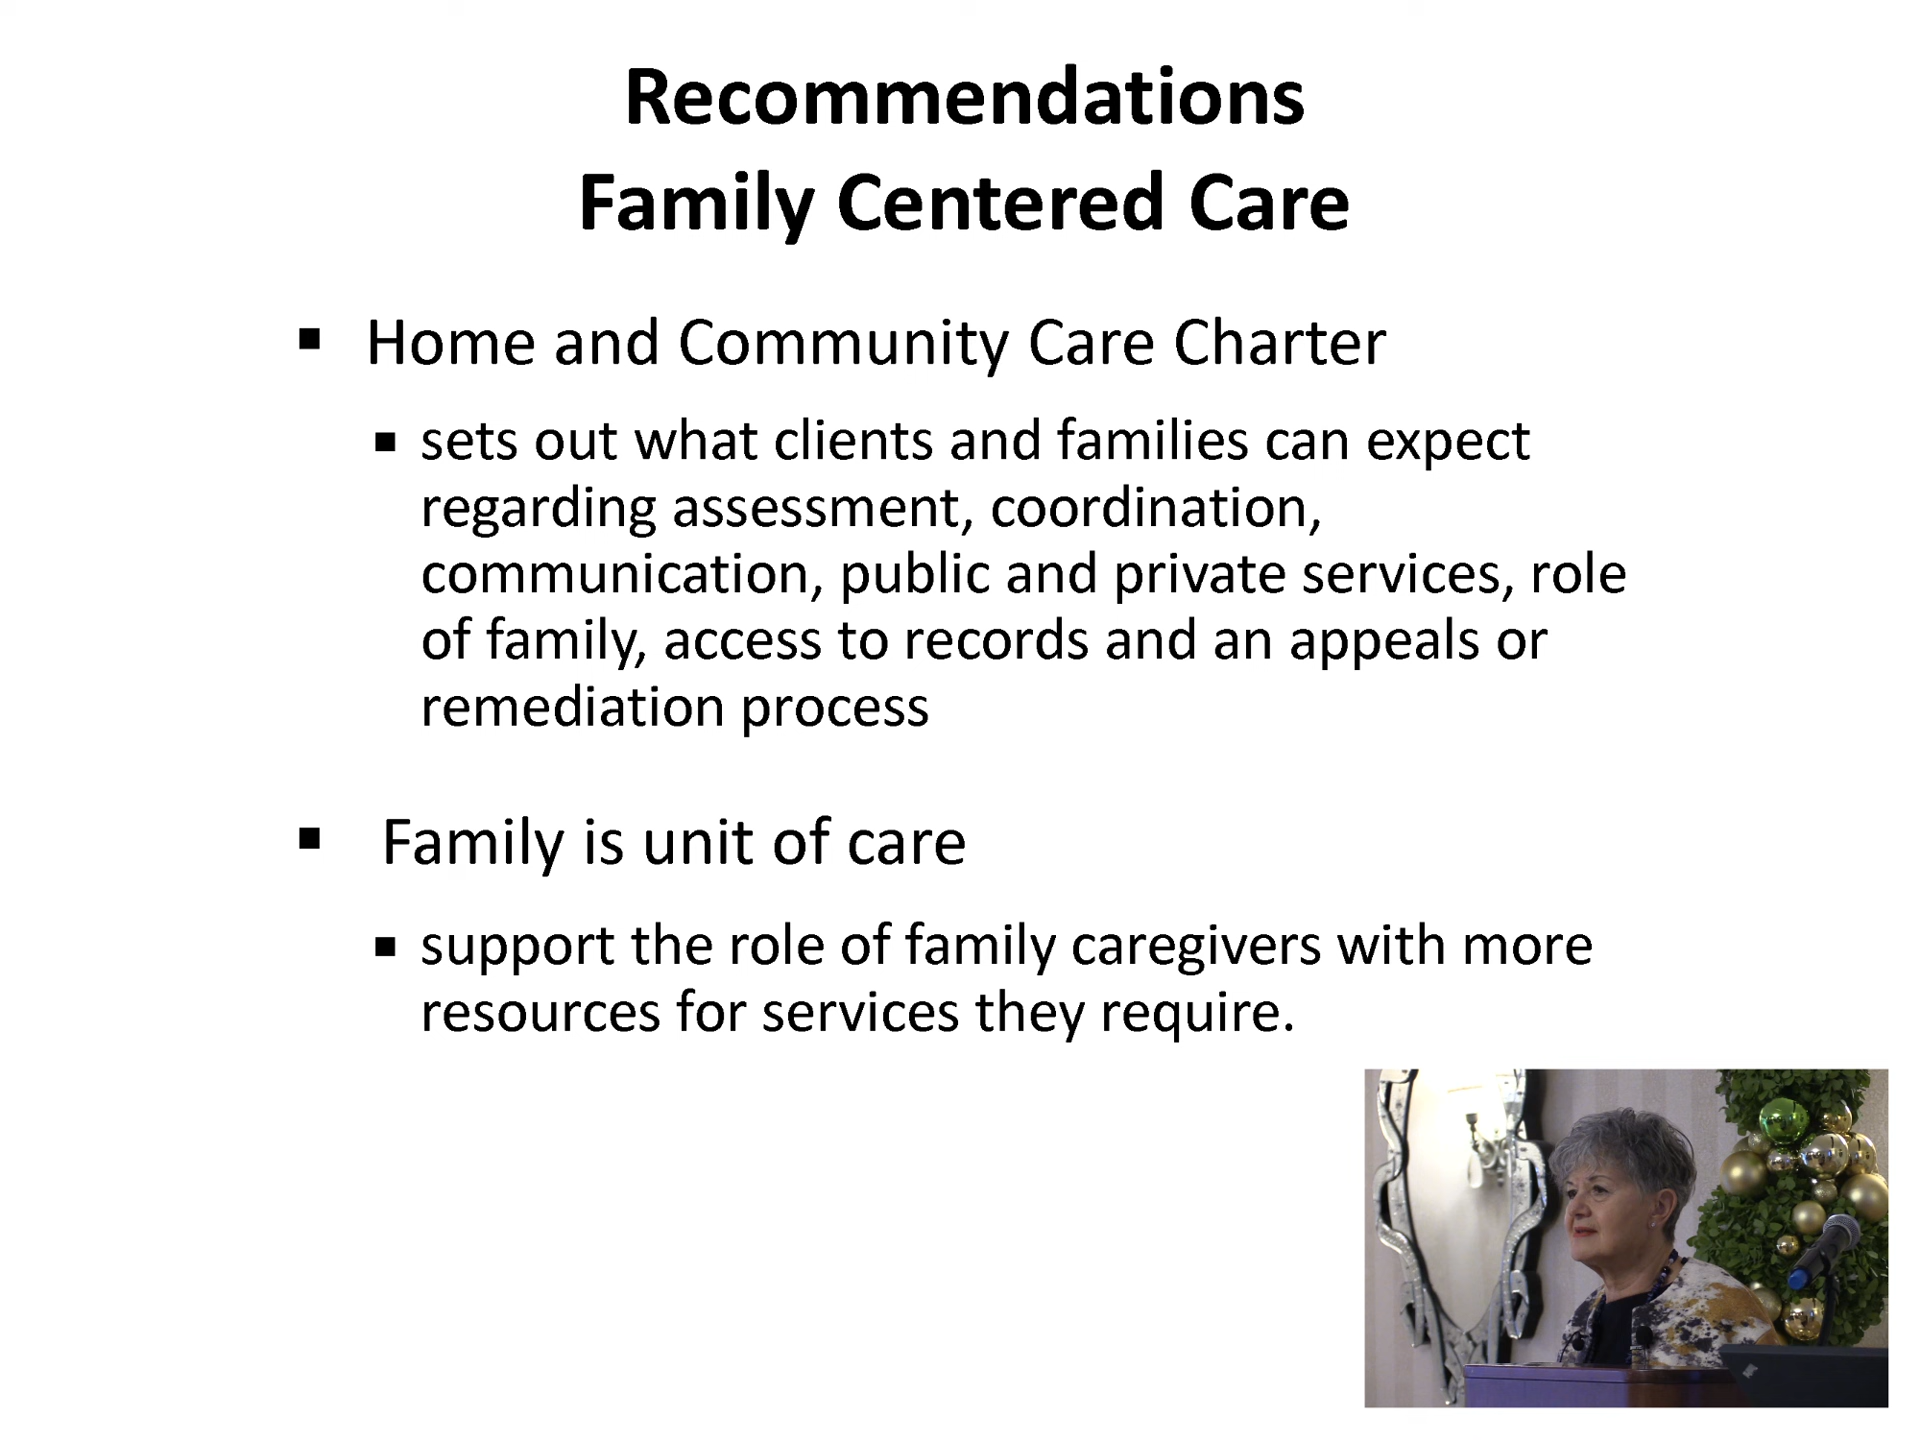 Recommendations
Family Centered Care
▪ Home and Community Care Charter
▪ sets out what clients and families can expect
regarding assessment, coordination,
communication, public and private services, role
of family, access to records and an appeals or
remediation process
▪ Family is unit of care
▪ support the role of family caregivers with more
resources for services they require.